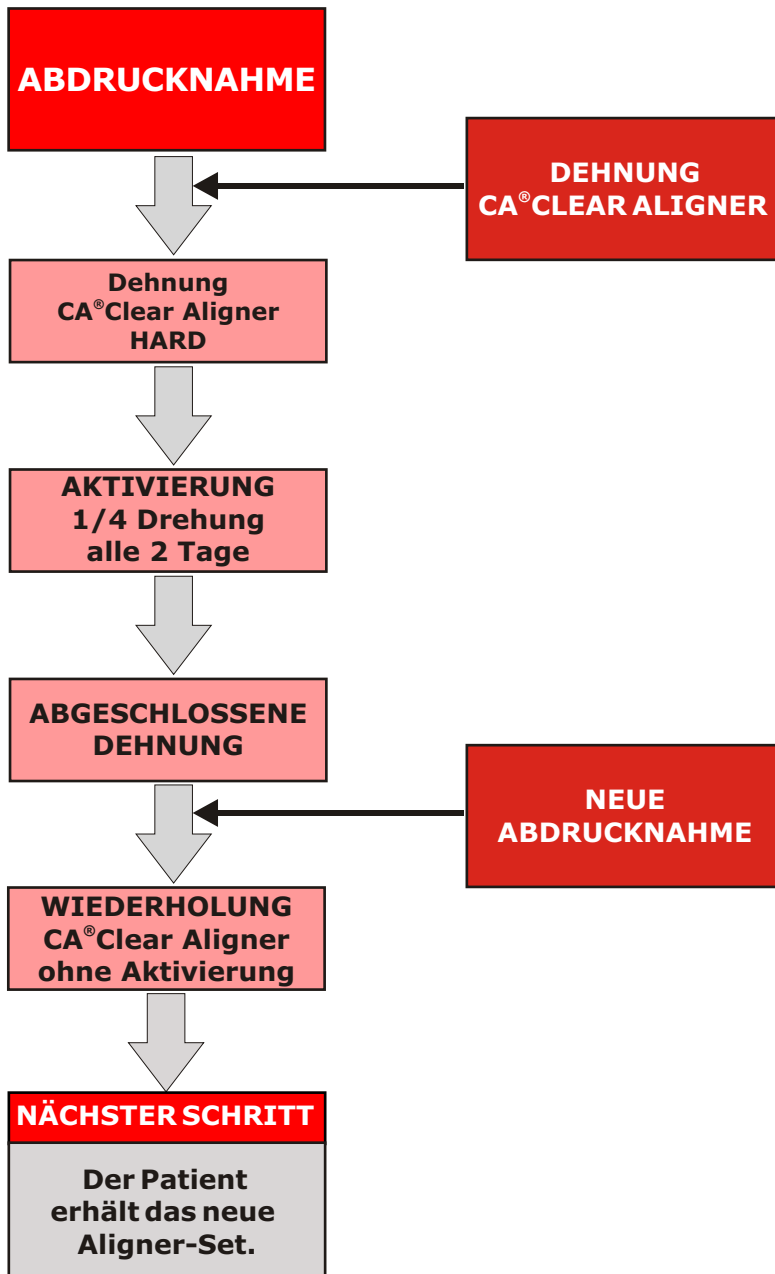 ABDRUCKNAHME
DEHNUNG
CA®CLEAR ALIGNER
Dehnung
CA®Clear Aligner
HARD
AKTIVIERUNG
1/4 Drehung
alle 2 Tage
ABGESCHLOSSENE
DEHNUNG
NEUE
ABDRUCKNAHME
WIEDERHOLUNG
CA®Clear Aligner
ohne Aktivierung
NÄCHSTER SCHRITT
Der Patient
erhält das neue
Aligner-Set.